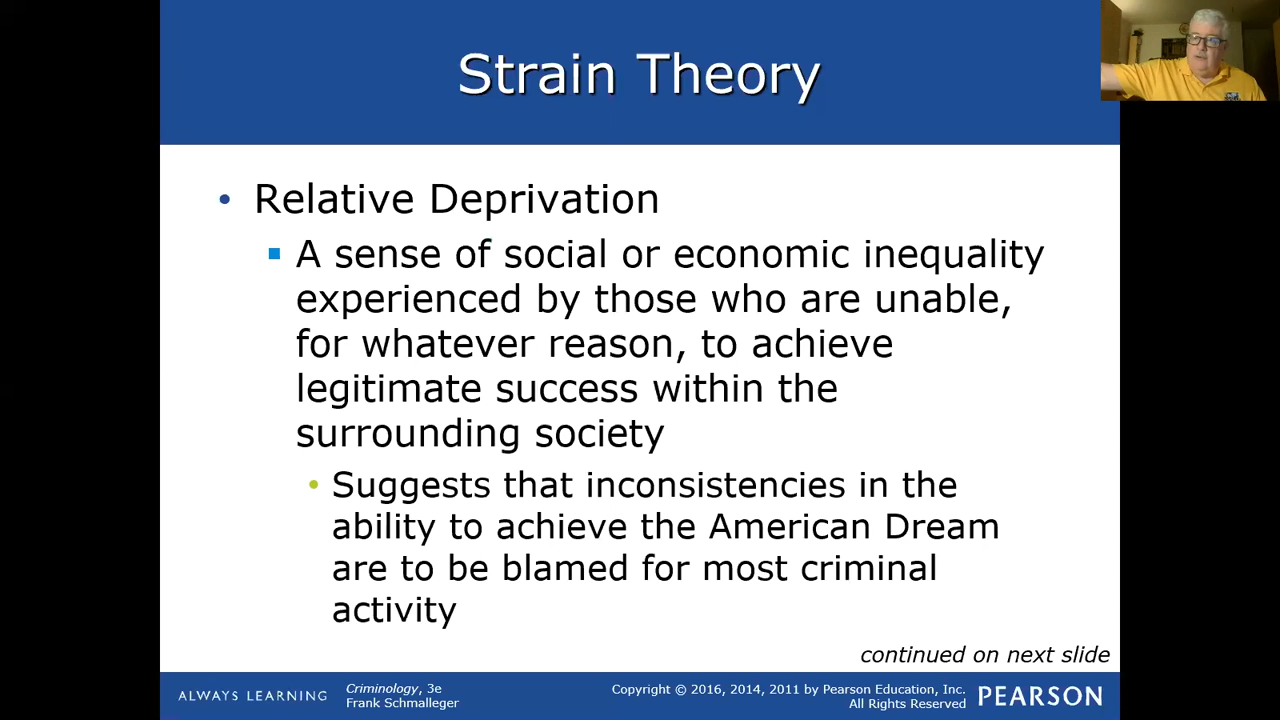 Strain Theory
• Relative Deprivation
▪ A sense of social or economic inequality
experienced by those who are unable,
for whatever reason, to achieve
legitimate success within the
surrounding society
• Suggests that inconsistencies in the
ability to achieve the American Dream
are to be blamed for most criminal
activity
continued on next slide
ALWAYS LEARNING
Criminology, 3e
Frank Schmalleger
Copyright © 2016, 2014, 2011 by Pearson Education, Inc.
All Rights Reserved
PEARSON